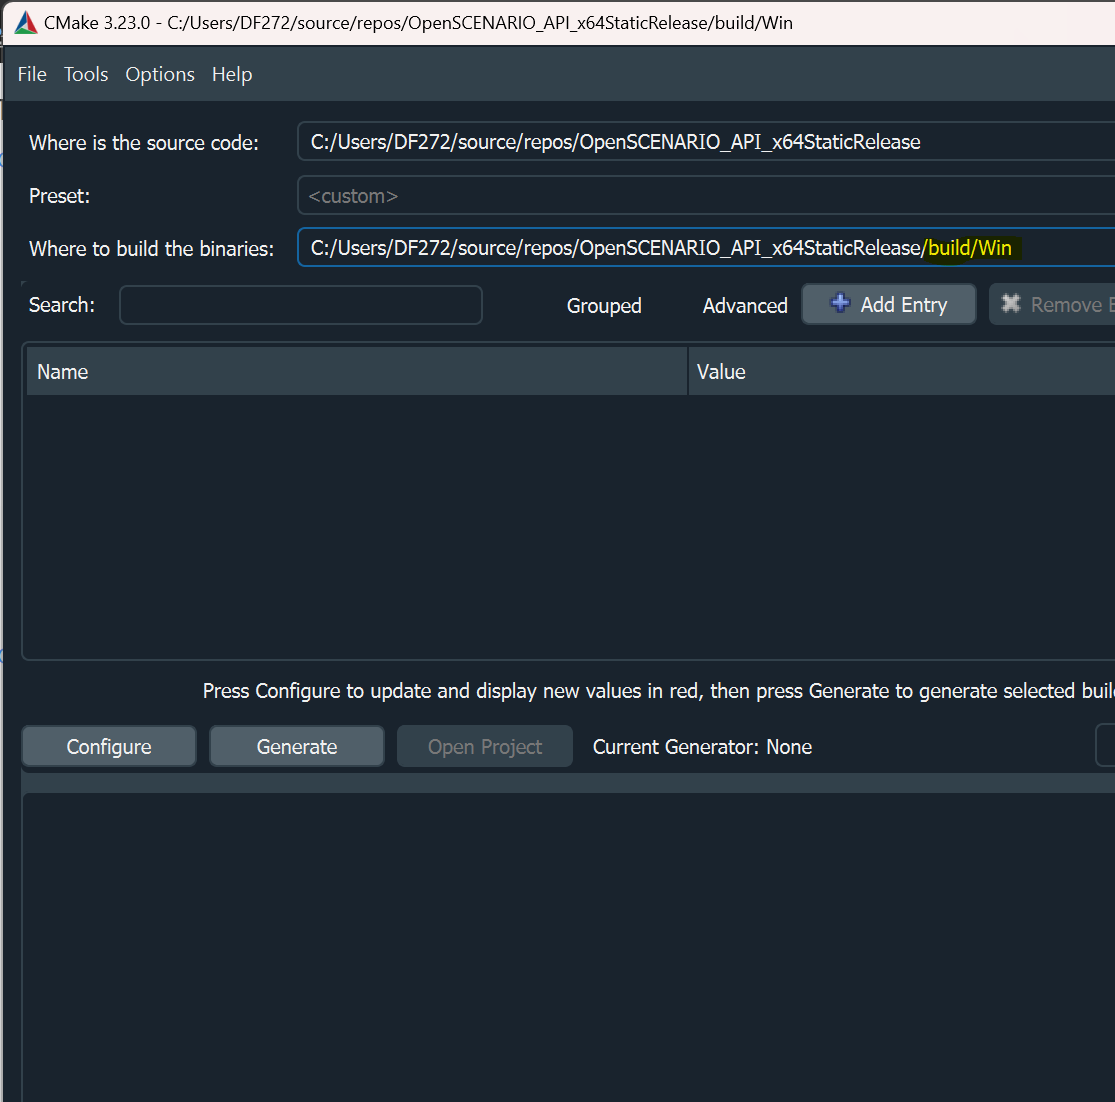 CMake 3.23.0 - C:/Users/DF272/source/repos/OpenSCENARIO_API_x64StaticRelease/build/Win
File Tools Options Help
Where is the source code: C:/Users/DF272/source/repos/OpenSCENARIO_API_x64StaticRelease
Preset: <custom>
Where to build the binaries: C:/Users/DF272/source/repos/OpenSCENARIO_API_x64StaticRelease/build/Win
Search: Grouped Advanced Add Entry Remove
Name Value
Press Configure to update and display new values in red, then press Generate to generate selected
Configure Generate Open Project Current Generator: None